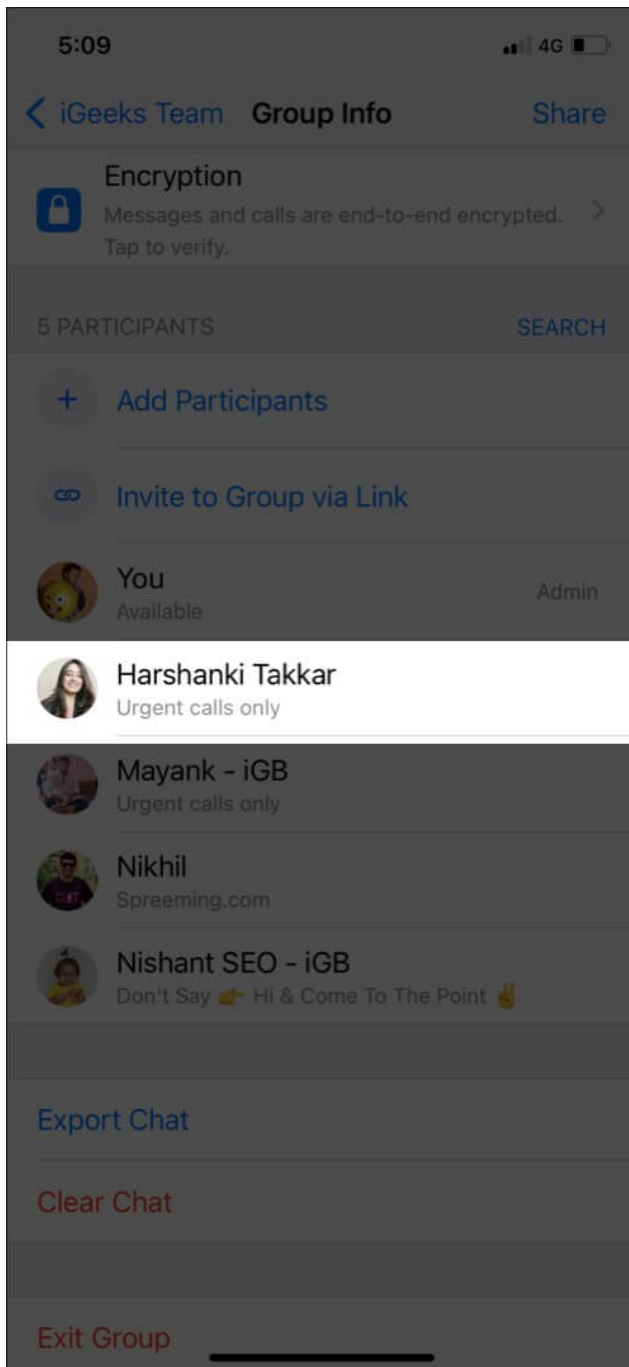 5:09 4G
iGeeks Team Group Info Share
Encryption
Messages and calls are end-to-end encrypted.
Tap to verify.
5 PARTICIPANTS SEARCH
+ Add Participants
Invite to Group via Link
You
Available Admin
Harshanki Takkar
Urgent calls only
Mayank - iGB
Urgent calls only
Nikhil
Spreeming.com
Nishant SEO - iGB
Don't Say 👉 Hi & Come To The Point ✌️
Export Chat
Clear Chat
Exit Group